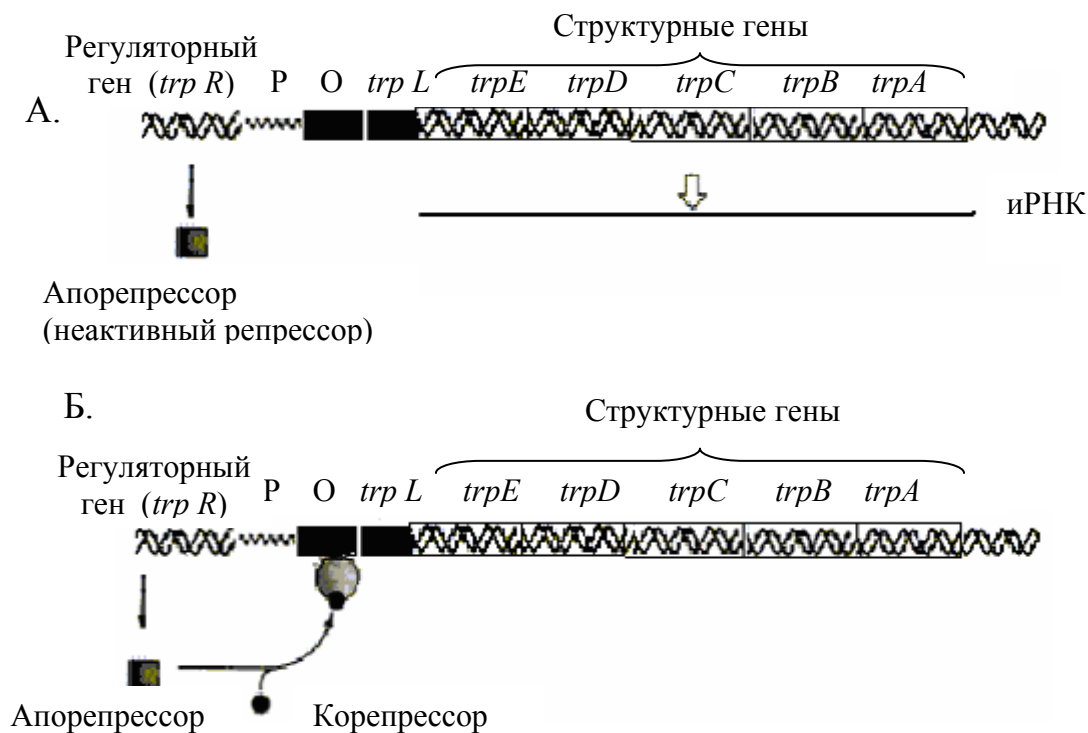 Структурные гены
Регуляторный
ген (trp R) P O trp L trpE trpD trpC trpB trpA
А.
иРНК
Апорепрессор
(неактивный репрессор)
Б.
Структурные гены
Регуляторный
ген (trp R) P O trp L trpE trpD trpC trpB trpA
Апорепрессор Корепрессор